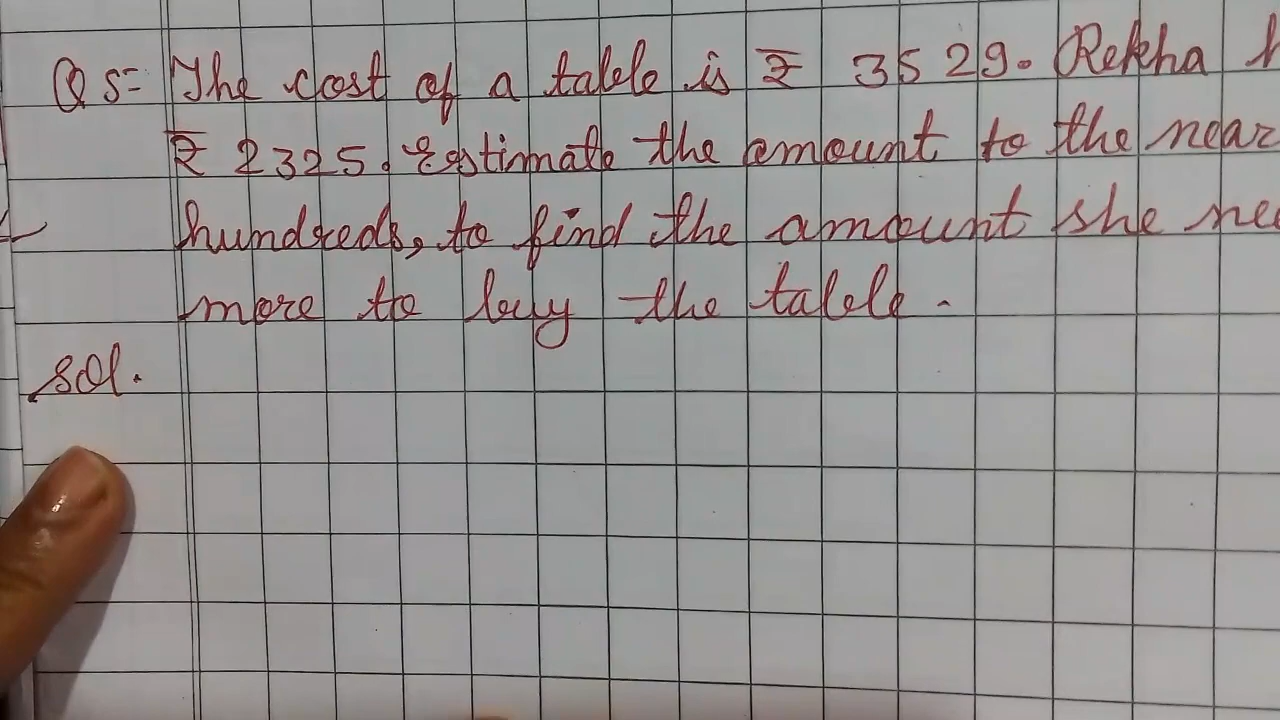 Q 5= The cost of a table is ₹ 3529. Rekha h
₹ 2325. Estimate the amount to the near
hundreds, to find the amount she nee
more to buy the table.
sol.